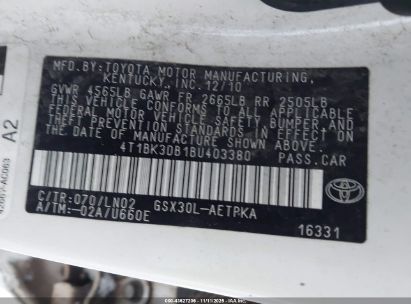 MFD.BY: TOYOTA MOTOR MANUFACTURING,
KENTUCKY, INC. 12/10
GVWR 4565LB GAWR FR 2665LB RR 2505LB
THIS VEHICLE CONFORMS TO ALL APPLICABLE
FEDERAL MOTOR VEHICLE SAFETY, BUMPER, AND
THEFT PREVENTION STANDARDS IN EFFECT ON THE
DATE OF MANUFACTURE SHOWN ABOVE.
4T1BK3DB1BU403380 PASS.CAR
C/TR:070/LN02 GSX30L-AETPKA
A/TM:-02A/U660E
TOYOTA
16331
A2